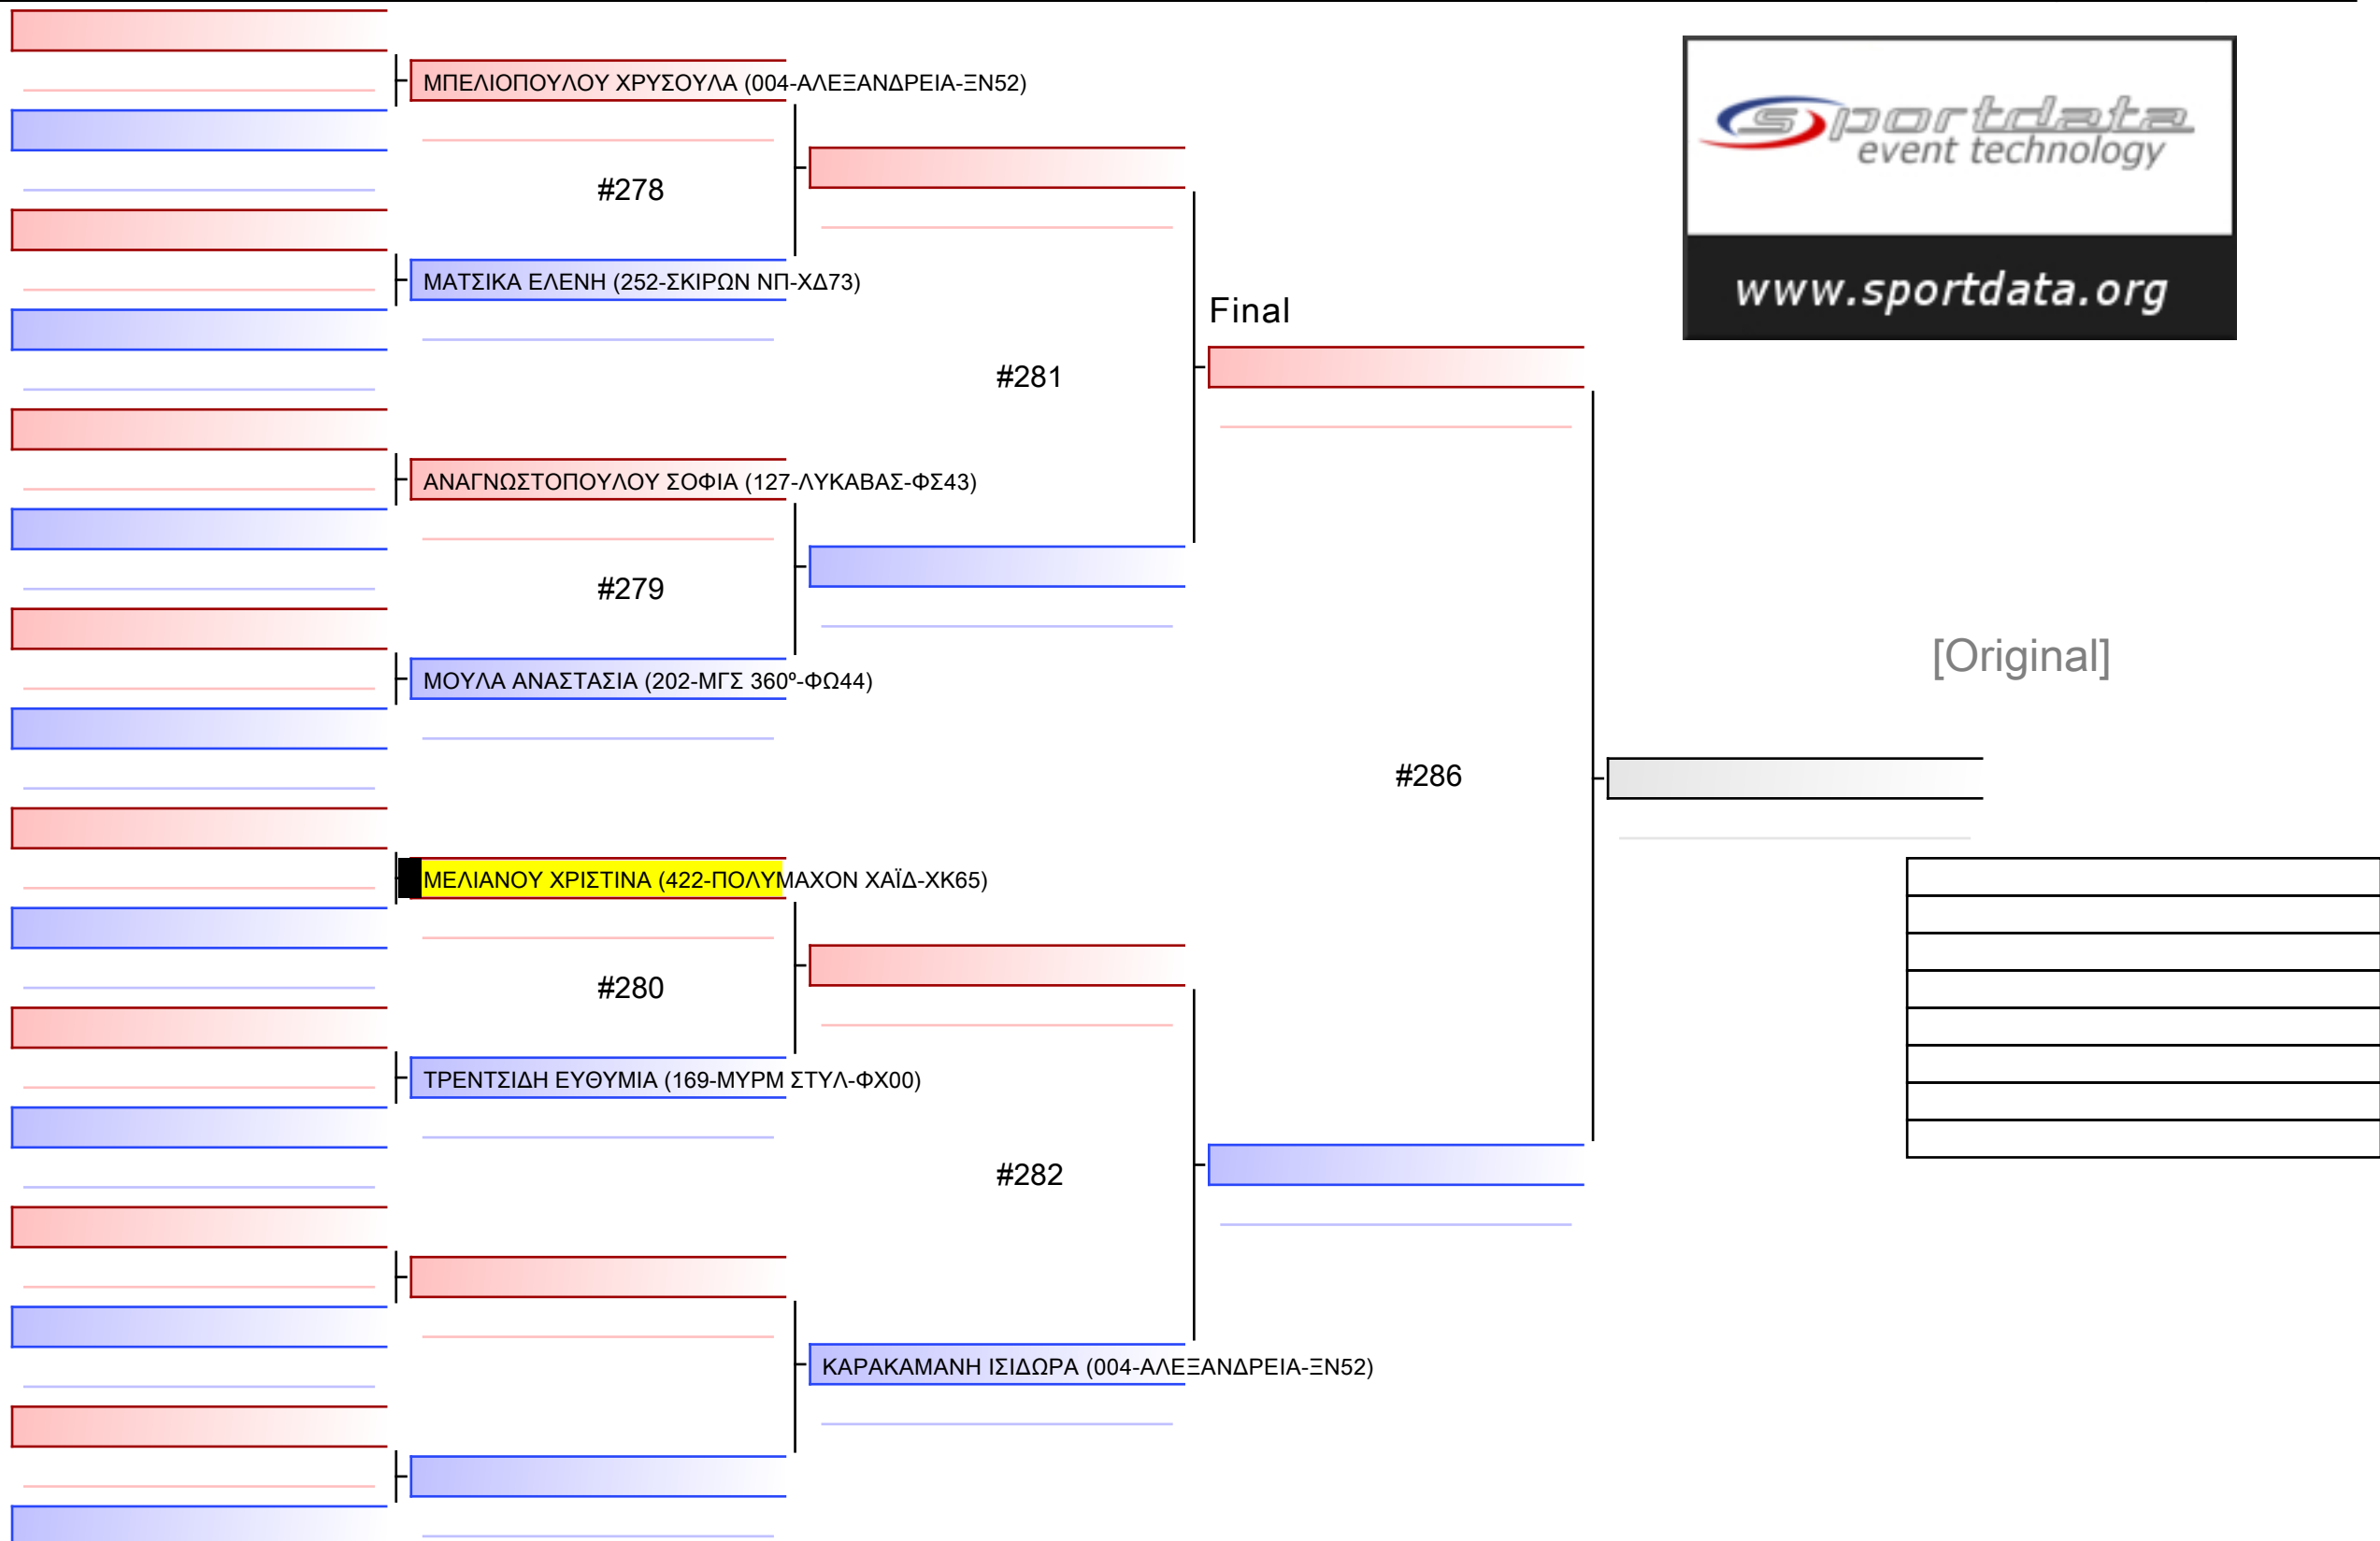 ΜΠΕΛΙΟΠΟΥΛΟΥ ΧΡΥΣΟΥΛΑ (004-ΑΛΕΞΑΝΔΡΕΙΑ-ΞΝ52)
sportdata
event technology
#278
ΜΑΤΣΙΚΑ ΕΛΕΝΗ (252-ΣΚΙΡΩΝ ΝΠ-ΧΔ73)
www.sportdata.org
Final
#281
ΑΝΑΓΝΩΣΤΟΠΟΥΛΟΥ ΣΟΦΙΑ (127-ΛΥΚΑΒΑΣ-ΦΣ43)
#279
[Original]
ΜΟΥΛΑ ΑΝΑΣΤΑΣΙΑ (202-ΜΓΣ 360º-ΦΩ44)
#286
ΜΕΛΙΑΝΟΥ ΧΡΙΣΤΙΝΑ (422-ΠΟΛΥΜΑΧΟΝ ΧΑΪΔ-ΧΚ65)
#280
ΤΡΕΝΤΣΙΔΗ ΕΥΘΥΜΙΑ (169-ΜΥΡΜ ΣΤΥΛ-ΦΧ00)
#282
ΚΑΡΑΚΑΜΑΝΗ ΙΣΙΔΩΡΑ (004-ΑΛΕΞΑΝΔΡΕΙΑ-ΞΝ52)